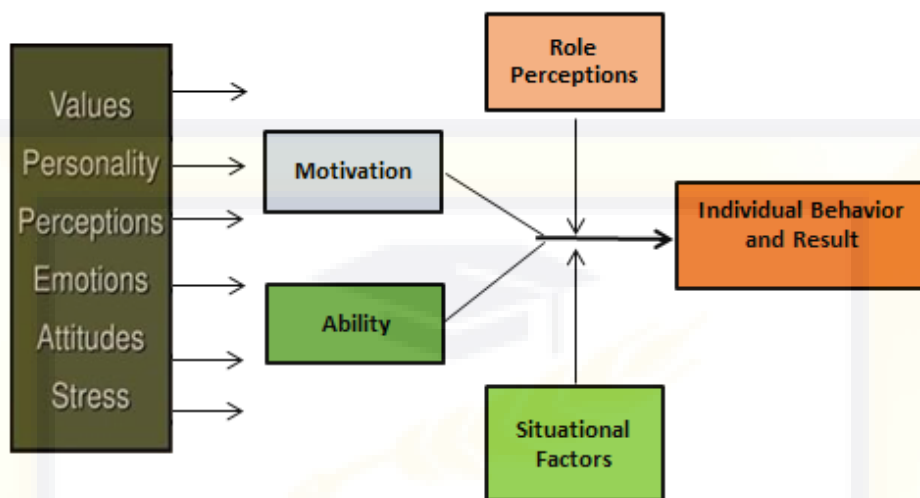 Values
Personality
Perceptions
Emotions
Attitudes
Stress
Motivation
Ability
Role
Perceptions
Situational
Factors
Individual Behavior
and Result